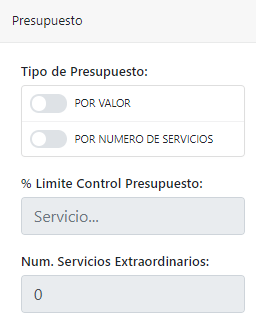 Presupuesto
Tipo de Presupuesto:
POR VALOR
POR NUMERO DE SERVICIOS
% Limite Control Presupuesto:
Servicio...
Num. Servicios Extraordinarios:
0